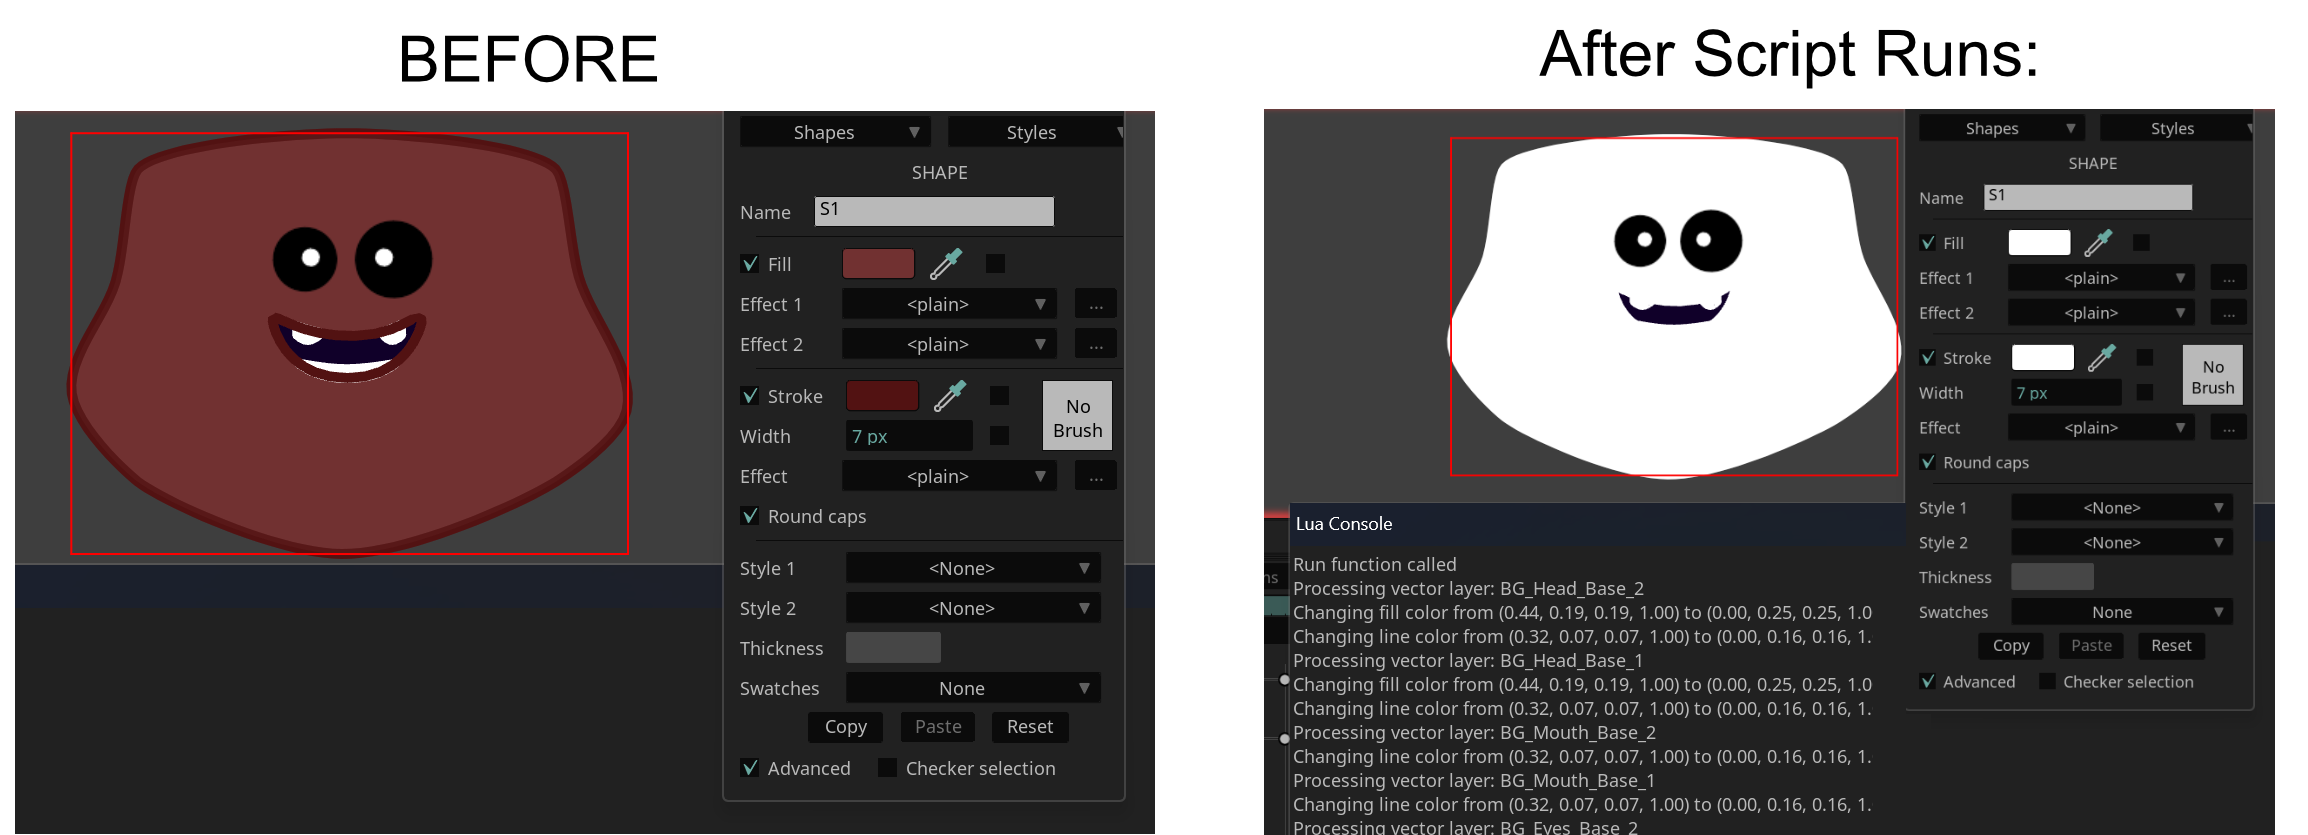 BEFORE
Shapes
Styles
SHAPE
Name
S1
Fill
Effect 1
<plain>
...
Effect 2
<plain>
...
Stroke
No
Brush
Width
7 px
Effect
<plain>
...
Round caps
Style 1
<None>
Style 2
<None>
Thickness
Swatches
None
Copy
Paste
Reset
Advanced
Checker selection
After Script Runs:
Shapes
Styles
SHAPE
Name
S1
Fill
Effect 1
<plain>
...
Effect 2
<plain>
...
Stroke
No
Brush
Width
7 px
Effect
<plain>
...
Round caps
Style 1
<None>
Style 2
<None>
Thickness
Swatches
None
Copy
Paste
Reset
Advanced
Checker selection
ns
Lua Console
Run function called
Processing vector layer: BG_Head_Base_2
Changing fill color from (0.44, 0.19, 0.19, 1.00) to (0.00, 0.25, 0.25, 1.0
Changing line color from (0.32, 0.07, 0.07, 1.00) to (0.00, 0.16, 0.16, 1.
Processing vector layer: BG_Head_Base_1
Changing fill color from (0.44, 0.19, 0.19, 1.00) to (0.00, 0.25, 0.25, 1.0
Changing line color from (0.32, 0.07, 0.07, 1.00) to (0.00, 0.16, 0.16, 1.
Processing vector layer: BG_Mouth_Base_2
Changing line color from (0.32, 0.07, 0.07, 1.00) to (0.00, 0.16, 0.16, 1.
Processing vector layer: BG_Mouth_Base_1
Changing line color from (0.32, 0.07, 0.07, 1.00) to (0.00, 0.16, 0.16, 1.
Processing vector layer: BG_Eyes_Base_2